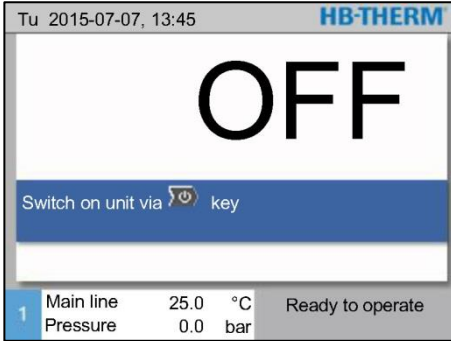 Tu 2015-07-07, 13:45 HB-THERM
OFF
Switch on unit via key
1 Main line 25.0 °C Ready to operate
Pressure 0.0 bar